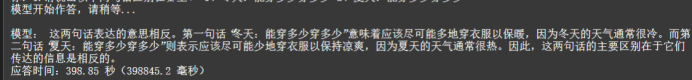 模型开始作答，请稍等...
模型： 这两句话表达的意思相反。第一句话“冬天：能穿多少穿多少”意味着应该尽可能多地穿衣服以保暖，因为冬天的天气通常很冷。而第
二句话“夏天：能穿多少穿多少”则表示应该尽可能少地穿衣服以保持凉爽，因为夏天的天气通常很热。因此，这两句话的主要区别在于它们
传达的信息是相反的。
应答时间：398.85 秒（398845.2 毫秒）